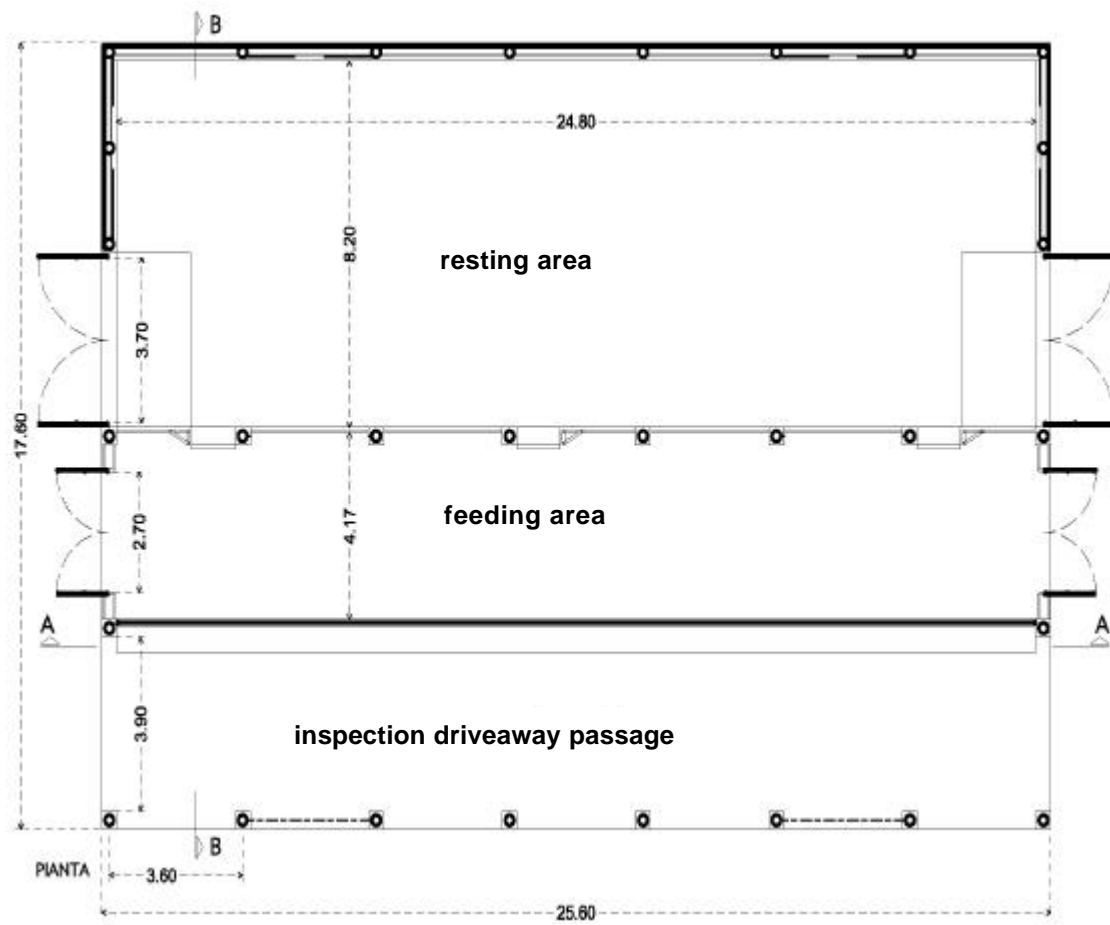 B
24.80
8.20
resting area
3.70
17.60
4.17
feeding area
2.70
A
A
3.90
inspection driveaway passage
B
PIANTA
3.60
25.60